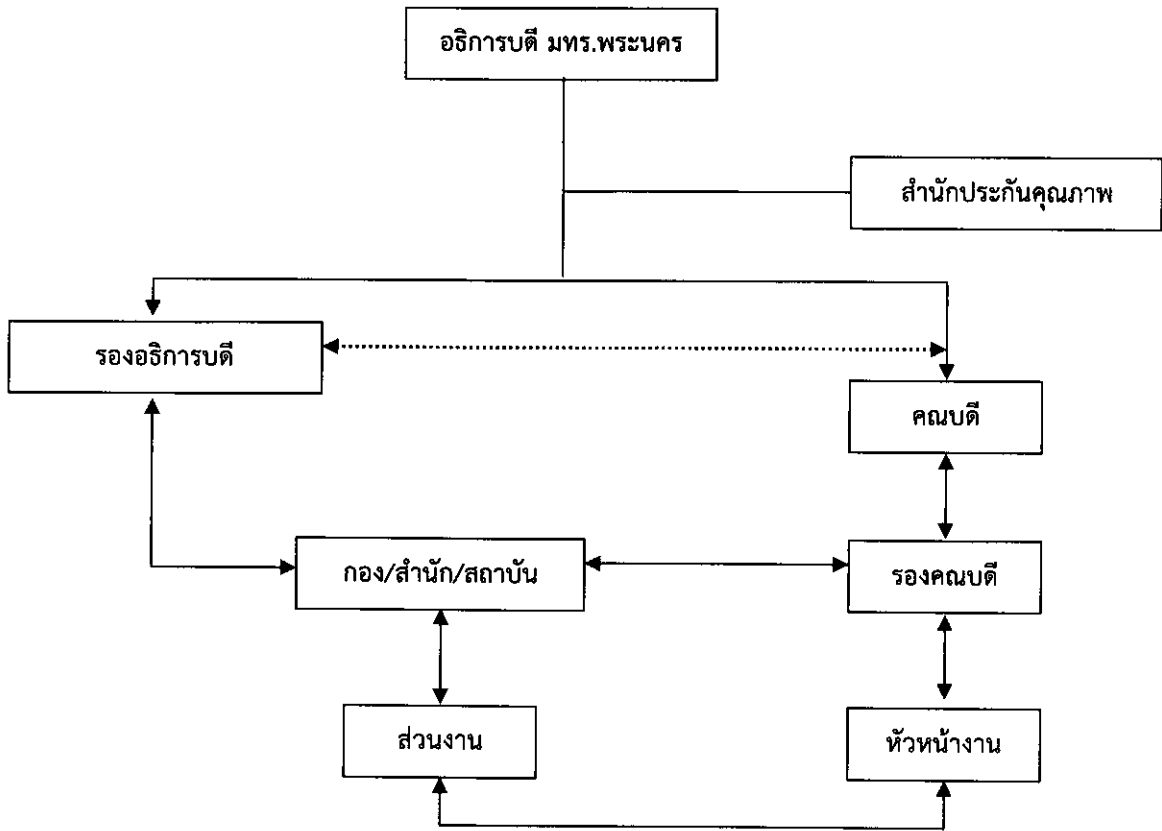 อธิการบดี มทร.พระนคร
สำนักประกันคุณภาพ
รองอธิการบดี
คณบดี
กอง/สำนัก/สถาบัน
รองคณบดี
ส่วนงาน
หัวหน้างาน